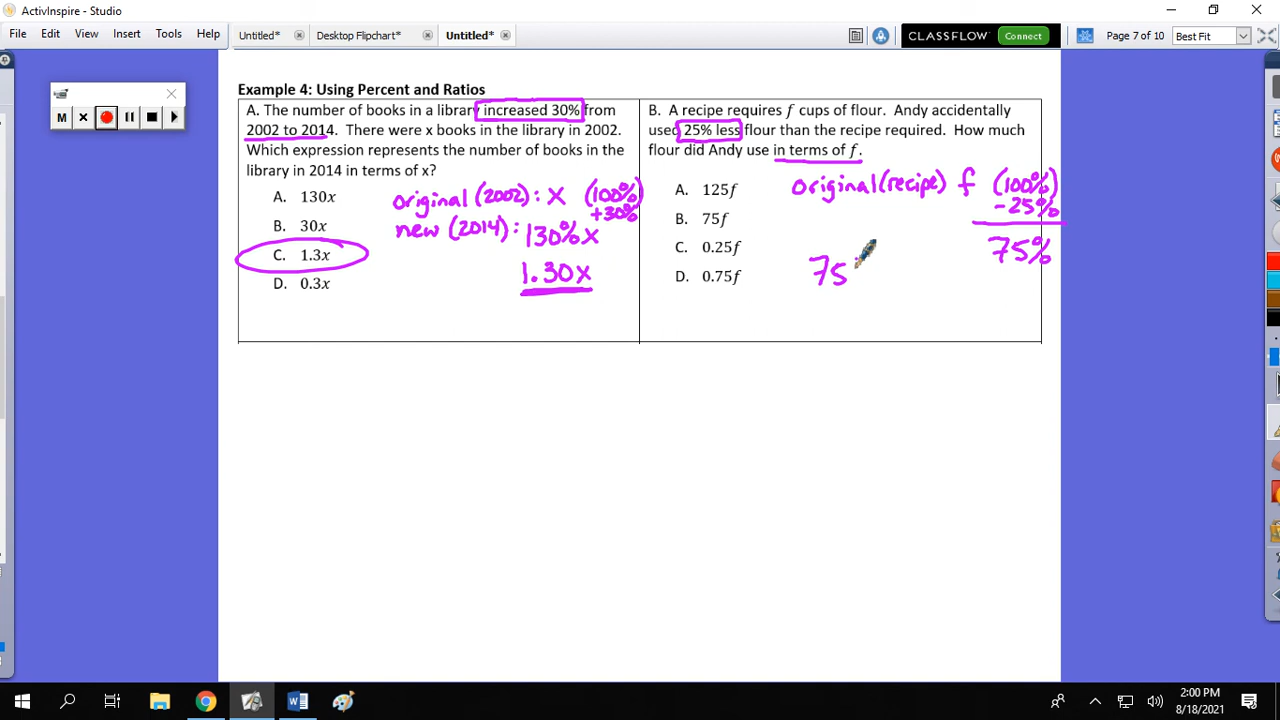 ActivInspire - Studio
File Edit View Insert Tools Help
Untitled* Desktop Flipchart* Untitled*
CLASSFLOW Connect
Page 7 of 10 Best Fit
M
Example 4: Using Percent and Ratios
A. The number of books in a library increased 30% from
2002 to 2014. There were x books in the library in 2002.
Which expression represents the number of books in the
library in 2014 in terms of x?
A. 130x
B. 30x
C. 1.3x
D. 0.3x
original (2002): x (100%)
+30%
new (2014): 130% x
1.30x
B. A recipe requires f cups of flour. Andy accidentally
used 25% less flour than the recipe required. How much
flour did Andy use in terms of f.
A. 125f
B. 75f
C. 0.25f
D. 0.75f
original (recipe) f (100%)
-25%
75%
75
2:00 PM
8/18/2021